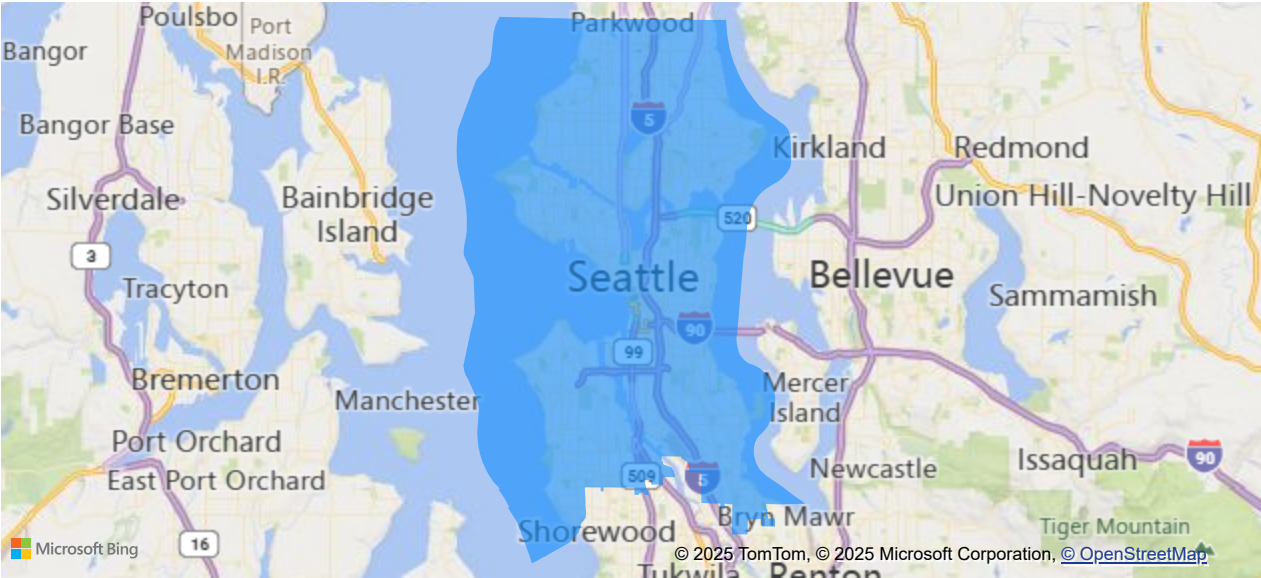 Poulsbo
Parkwood
Port
Madison
I.R.
Bangor
5
Bangor Base
Kirkland
Redmond
Silverdale
Bainbridge
Island
Union Hill-Novelty Hill
520
3
Seattle
Bellevue
Tracyton
Sammamish
90
99
Bremerton
Mercer
Island
Manchester
Port Orchard
Newcastle
Issaquah
90
East Port Orchard
509
5
Bryn Mawr
Shorewood
Tiger Mountain
16
Microsoft Bing
© 2025 TomTom, © 2025 Microsoft Corporation, © OpenStreetMap
Tukwila
Renton